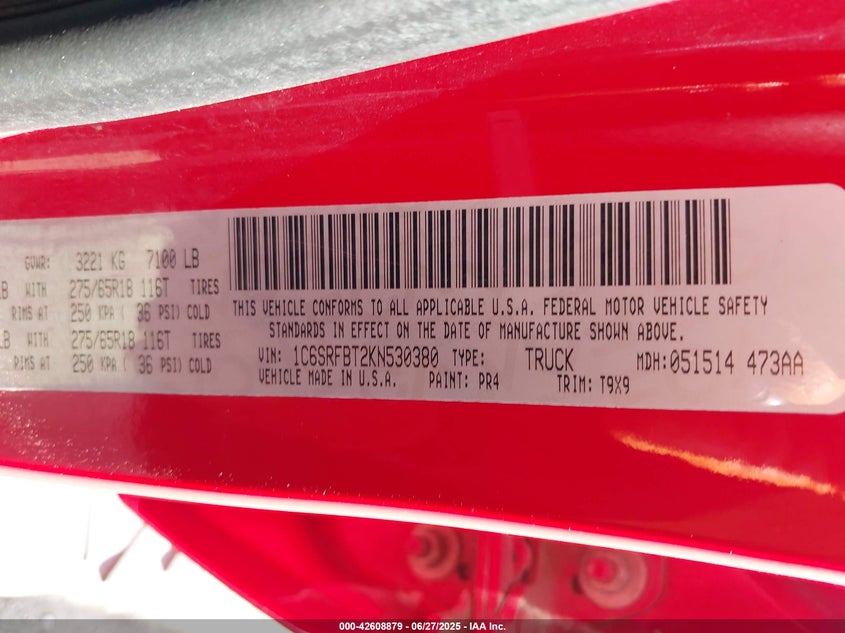 GVWR: 3221 KG 7100 LB
LB WITH 275/65R18 116T TIRES
RIMS AT 250 KPA ( 36 PSI) COLD
LB WITH 275/65R18 116T TIRES
RIMS AT 250 KPA ( 36 PSI) COLD
THIS VEHICLE CONFORMS TO ALL APPLICABLE U.S.A. FEDERAL MOTOR VEHICLE SAFETY
STANDARDS IN EFFECT ON THE DATE OF MANUFACTURE SHOWN ABOVE.
VIN: 1C6SRFBT2KN530380 TYPE: TRUCK MDH:051514 473AA
VEHICLE MADE IN U.S.A. PAINT: PR4 TRIM: T9X9
000-42608879 - 06/27/2025 - IAA Inc.